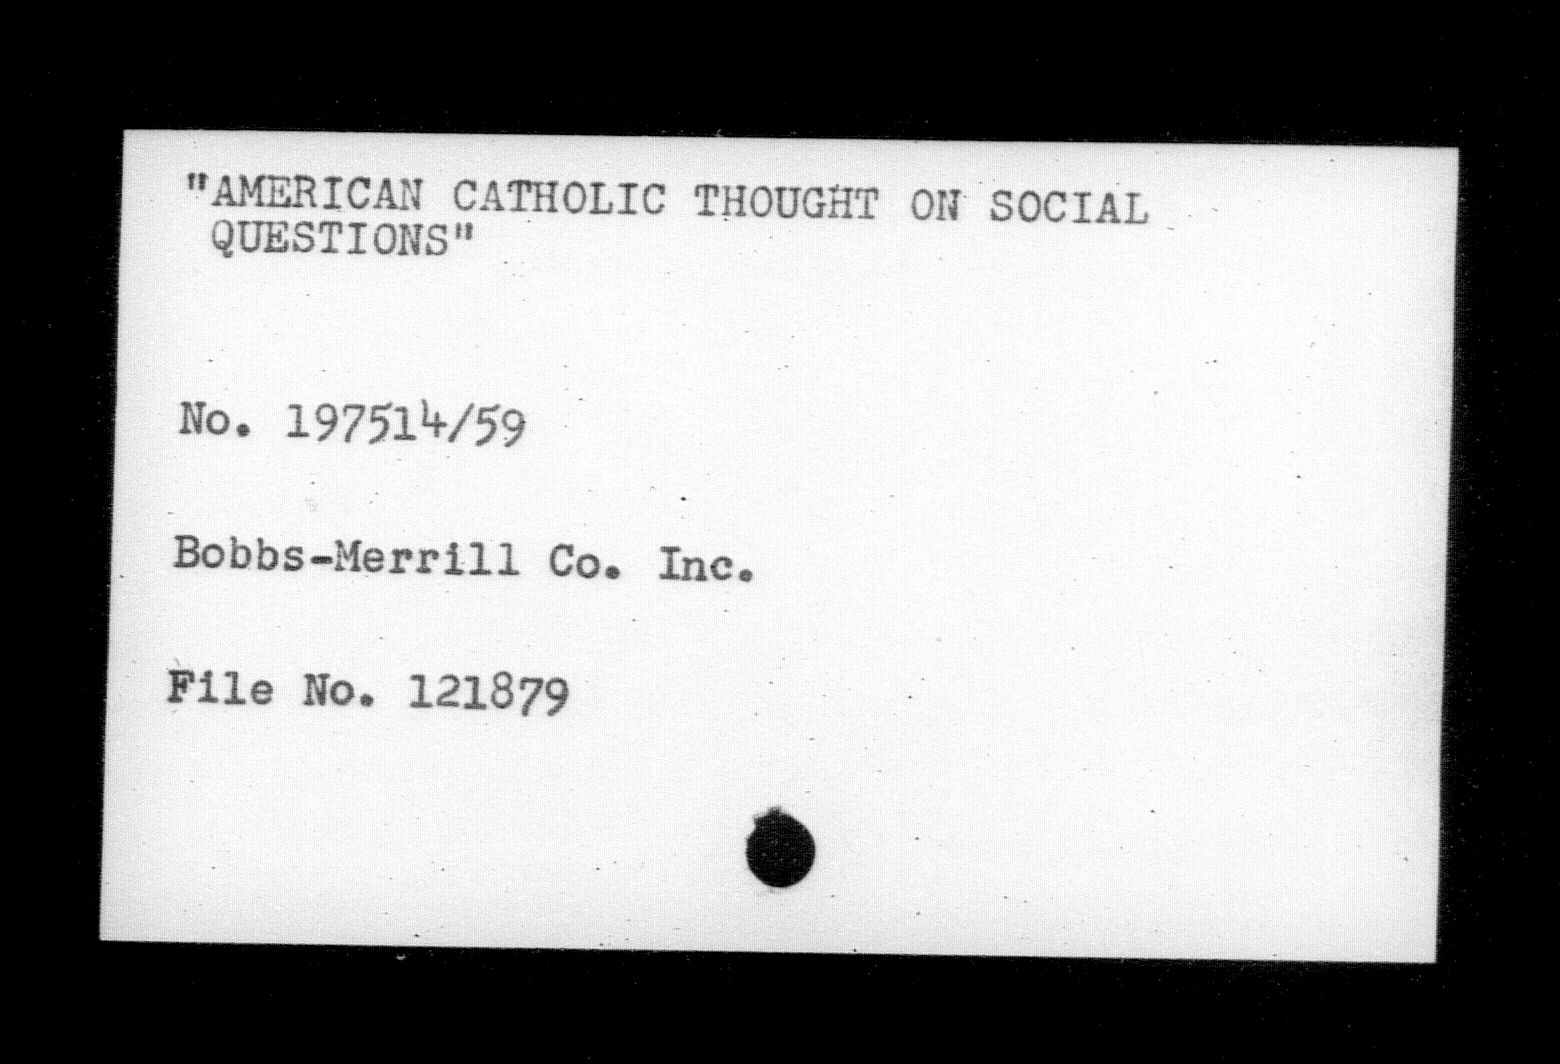 "AMERICAN CATHOLIC THOUGHT ON SOCIAL
QUESTIONS"
No. 197514/59
Bobbs-Merrill Co. Inc.
File No. 121879